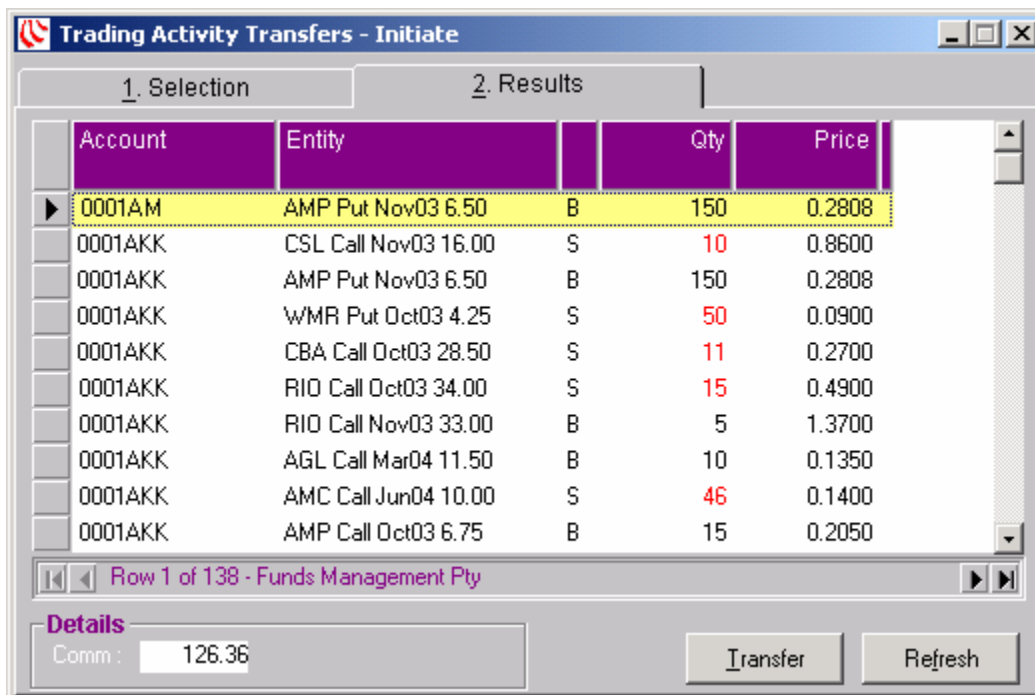 Trading Activity Transfers - Initiate
1. Selection 2. Results
Account Entity Qty Price
0001AM AMP Put Nov03 6.50 B 150 0.2808
0001AKK CSL Call Nov03 16.00 S 10 0.8600
0001AKK AMP Put Nov03 6.50 B 150 0.2808
0001AKK WMR Put Oct03 4.25 S 50 0.0900
0001AKK CBA Call Oct03 28.50 S 11 0.2700
0001AKK RIO Call Oct03 34.00 S 15 0.4900
0001AKK RIO Call Nov03 33.00 B 5 1.3700
0001AKK AGL Call Mar04 11.50 B 10 0.1350
0001AKK AMC Call Jun04 10.00 S 46 0.1400
0001AKK AMP Call Oct03 6.75 B 15 0.2050
Row 1 of 138 - Funds Management Pty
Details
Comm : 126.36
Transfer Refresh